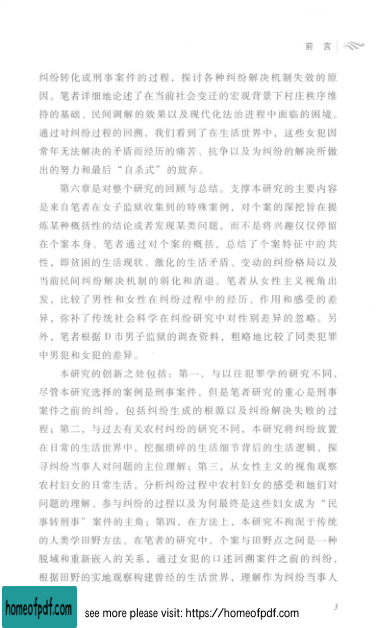 前 言
纠纷转化成刑事案件的过程，探讨各种纠纷解决机制失效的原
因。笔者详细地论述了在当前社会变迁的宏观背景下村庄秩序维
持的基础、民间调解的效果以及现代化法治进程中面临的困境。
通过对纠纷过程的回溯，我们看到了在生活世界中，这些女犯因
常年无法解决的矛盾而经历的痛苦、抗争以及为纠纷的解决所做
出的努力和最后“自杀式”的放弃。
第六章是对整个研究的回顾与总结。支撑本研究的主要内容
是来自笔者在女子监狱收集到的特殊案例，对个案的深挖旨在提
炼某种概括性的结论或者发现某类问题，而不是将兴趣仅仅停留
在个案本身。笔者通过对个案的概括，总结了个案特征中的共
性，即贫困的生活现状、激化的生活矛盾、变动的纠纷格局以及
当前民间纠纷解决机制的弱化和消退。笔者从女性主义视角出
发，比较了男性和女性在纠纷过程中的经历、作用和感受的差
异，弥补了传统社会科学在纠纷研究中对性别差异的忽略。另
外，笔者根据 D 市男子监狱的调查资料，粗略地比较了同类犯罪
中男犯和女犯的差异。
本研究的创新之处包括：第一，与以往犯罪学的研究不同，
尽管本研究选择的案例是刑事案件，但是笔者研究的重心是刑事
案件之前的纠纷，包括纠纷生成的根源以及纠纷解决失败的过
程；第二，与过去有关农村纠纷的研究不同，本研究将纠纷放置
在日常的生活世界中，挖掘琐碎的生活细节背后的生活逻辑，探
寻纠纷当事人对问题的主位理解；第三，从女性主义的视角观察
农村妇女的日常生活，分析纠纷过程中农村妇女的感受和她们对
问题的理解、参与纠纷的过程以及为何最终是这些妇女成为“民
事转刑事”案件的主角；第四，在方法上，本研究不拘泥于传统
的人类学田野方法。在笔者的研究中，个案与田野点之间是一种
脱域和重新嵌入的关系，通过女犯的口述回溯案件之前的纠纷，
根据田野的实地观察构建曾经的生活世界，理解作为纠纷当事人
3
homeofpdf.com
see more please visit: https://homeofpdf.com